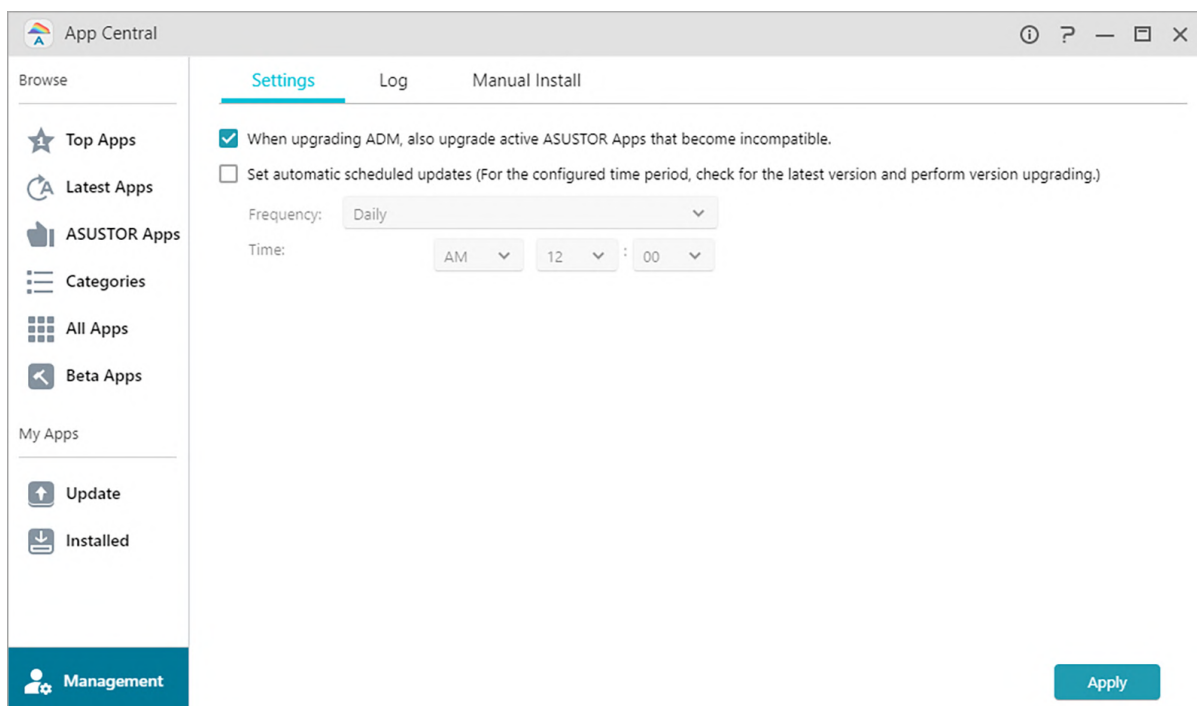 App Central
Browse
Top Apps
Latest Apps
ASUSTOR Apps
Categories
All Apps
Beta Apps
My Apps
Update
Installed
Management
Settings
Log
Manual Install
When upgrading ADM, also upgrade active ASUSTOR Apps that become incompatible.
Set automatic scheduled updates (For the configured time period, check for the latest version and perform version upgrading.)
Frequency: Daily
Time: AM 12 : 00
Apply